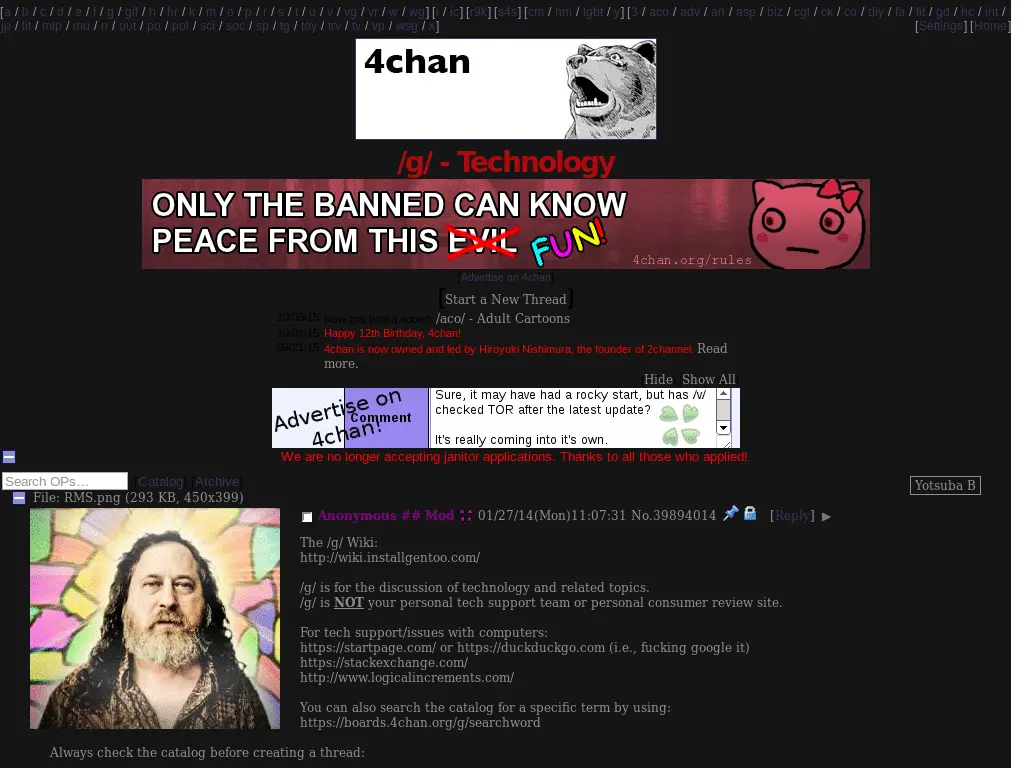 [a / b / c / d / e / f / g / gif / h / hr / k / m / o / p / r / s / t / u / v / vg / vr / w / wg] [i / ic] [r9k] [s4s] [cm / hm / lgbt / y] [3 / aco / adv / an / asp / biz / cgl / ck / co / diy / fa / fit / gd / hc / int /
jp / lit / mlp / mu / n / out / po / pol / sci / soc / sp / tg / toy / trv / tv / vp / wsg / x]
[Settings] [Home]
4chan
/g/ - Technology
ONLY THE BANNED CAN KNOW
PEACE FROM THIS EVIL FUN!
4chan.org/rules
[Advertise on 4chan]
[Start a New Thread]
New trial board added: /aco/ - Adult Cartoons
10/01/15 Happy 12th Birthday, 4chan!
09/21/15 4chan is now owned and led by Hiroyuki Nishimura, the founder of 2channel. Read
more.
[Hide] [Show All]
Advertise on
4chan!
Comment
Sure, it may have had a rocky start, but has /v/
checked TOR after the latest update?
It's really coming into it's own.
We are no longer accepting janitor applications. Thanks to all those who applied!
Search OPs…
[Catalog] [Archive]
Yotsuba B
File: RMS.png (293 KB, 450x399)
Anonymous ## Mod 01/27/14(Mon)11:07:31 No.39894014 [Reply] ▶
The /g/ Wiki:
http://wiki.installgentoo.com/
/g/ is for the discussion of technology and related topics.
/g/ is NOT your personal tech support team or personal consumer review site.
For tech support/issues with computers:
https://startpage.com/ or https://duckduckgo.com (i.e., fucking google it)
https://stackexchange.com/
http://www.logicalincrements.com/
You can also search the catalog for a specific term by using:
https://boards.4chan.org/g/searchword
Always check the catalog before creating a thread: